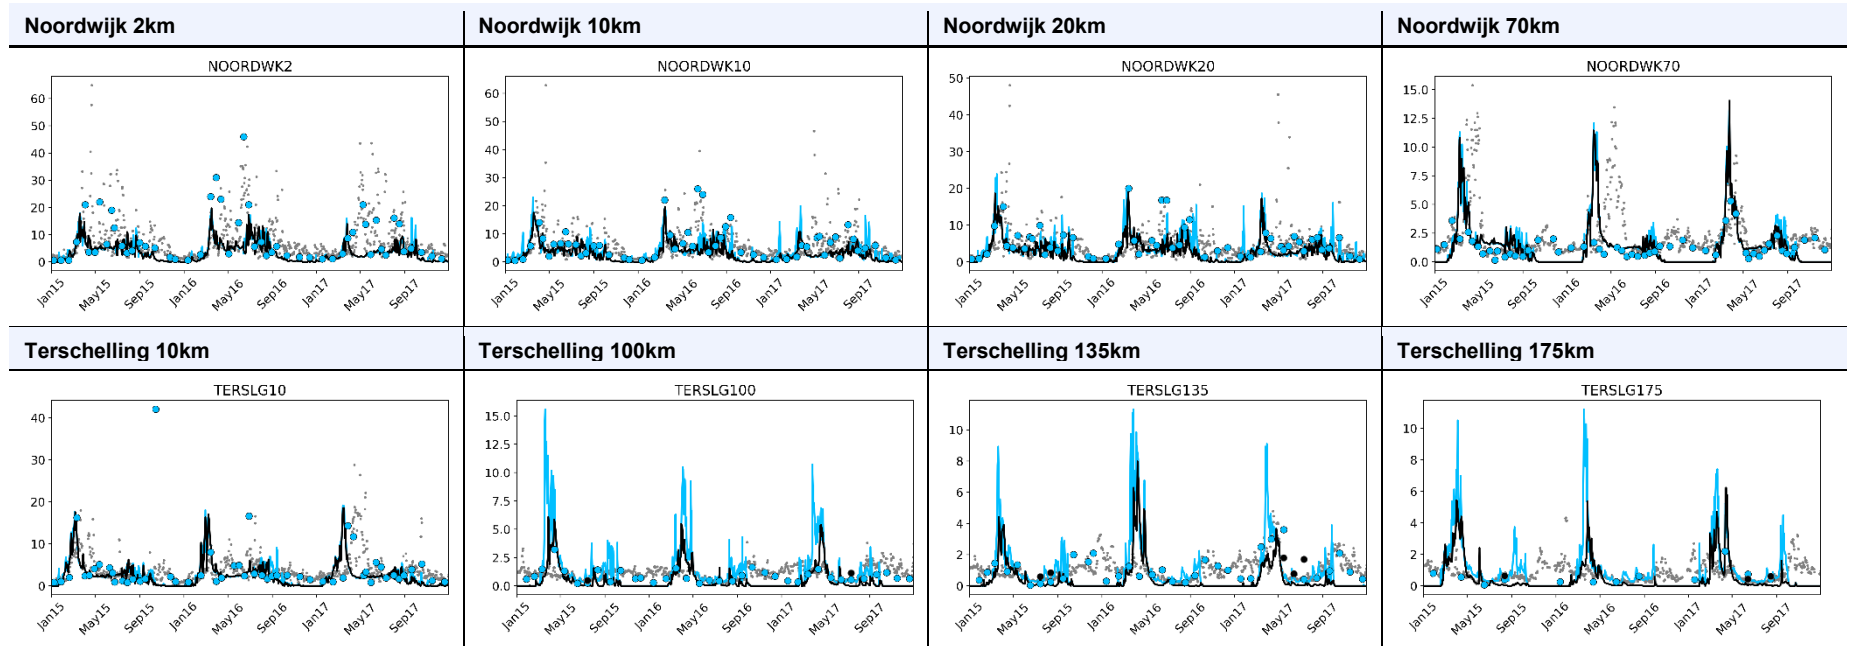 Noordwijk 2km
Noordwijk 10km
Noordwijk 20km
Noordwijk 70km
NOORDWK2
60
50
40
30
20
10
0
Jan15 May15 Sep15 Jan16 May16 Sep16 Jan17 May17 Sep17
NOORDWK10
60
50
40
30
20
10
0
Jan15 May15 Sep15 Jan16 May16 Sep16 Jan17 May17 Sep17
NOORDWK20
50
40
30
20
10
0
Jan15 May15 Sep15 Jan16 May16 Sep16 Jan17 May17 Sep17
NOORDWK70
15.0
12.5
10.0
7.5
5.0
2.5
0.0
Jan15 May15 Sep15 Jan16 May16 Sep16 Jan17 May17 Sep17
Terschelling 10km
Terschelling 100km
Terschelling 135km
Terschelling 175km
TERSLG10
40
30
20
10
0
Jan15 May15 Sep15 Jan16 May16 Sep16 Jan17 May17 Sep17
TERSLG100
15.0
12.5
10.0
7.5
5.0
2.5
0.0
Jan15 May15 Sep15 Jan16 May16 Sep16 Jan17 May17 Sep17
TERSLG135
10
8
6
4
2
0
Jan15 May15 Sep15 Jan16 May16 Sep16 Jan17 May17 Sep17
TERSLG175
10
8
6
4
2
0
Jan15 May15 Sep15 Jan16 May16 Sep16 Jan17 May17 Sep17